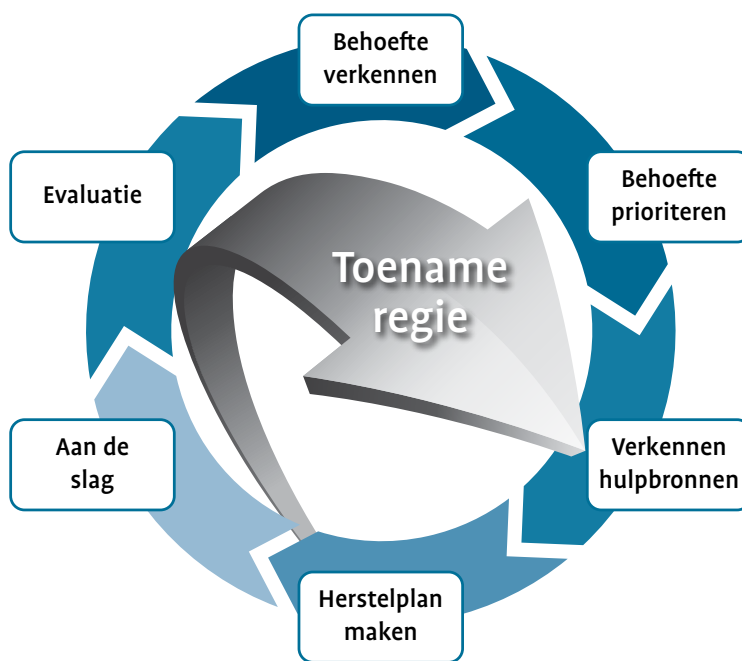 Behoefte
verkennen
Behoefte
prioriteren
Verkennen
hulpbronnen
Herstelplan
maken
Aan de
slag
Evaluatie
Toename
regie